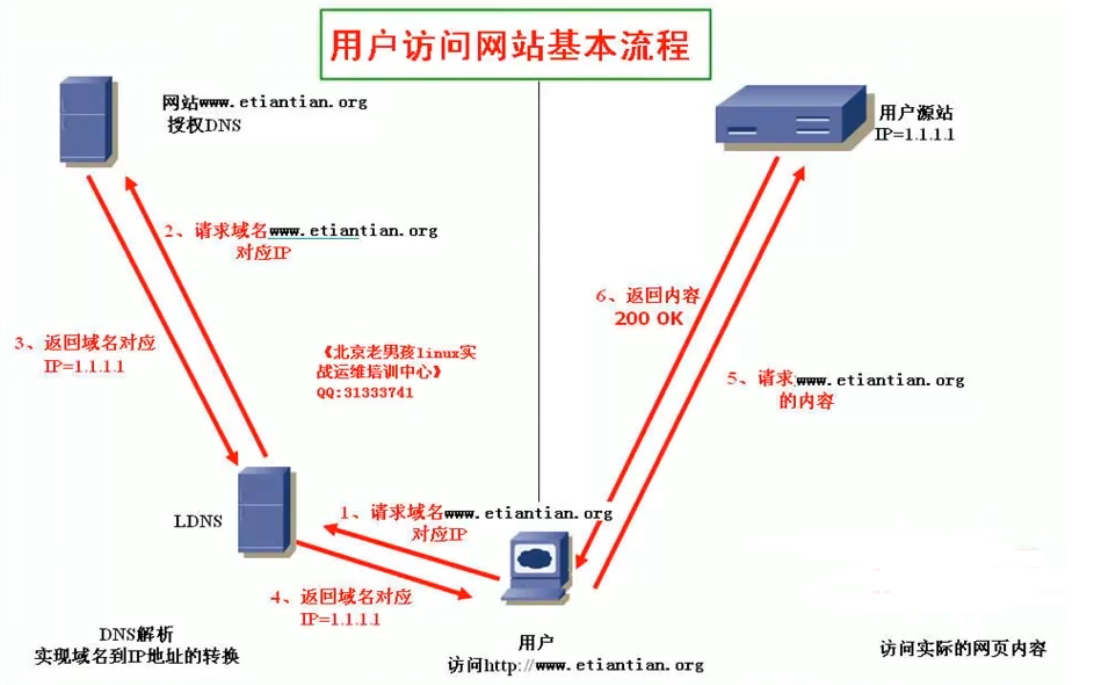 用户访问网站基本流程
网站www.etiantian.org
授权DNS
用户源站
IP=1.1.1.1
2、请求域名www.etiantian.org
对应IP
6、返回内容
200 OK
3、返回域名对应
IP=1.1.1.1
《北京老男孩linux实
战运维培训中心》
QQ:31333741
5、请求www.etiantian.org
的内容
LDNS
1、请求域名www.etiantian.org
对应IP
4、返回域名对应
IP=1.1.1.1
DNS解析
实现域名到IP地址的转换
用户
访问http://www.etiantian.org
访问实际的网页内容